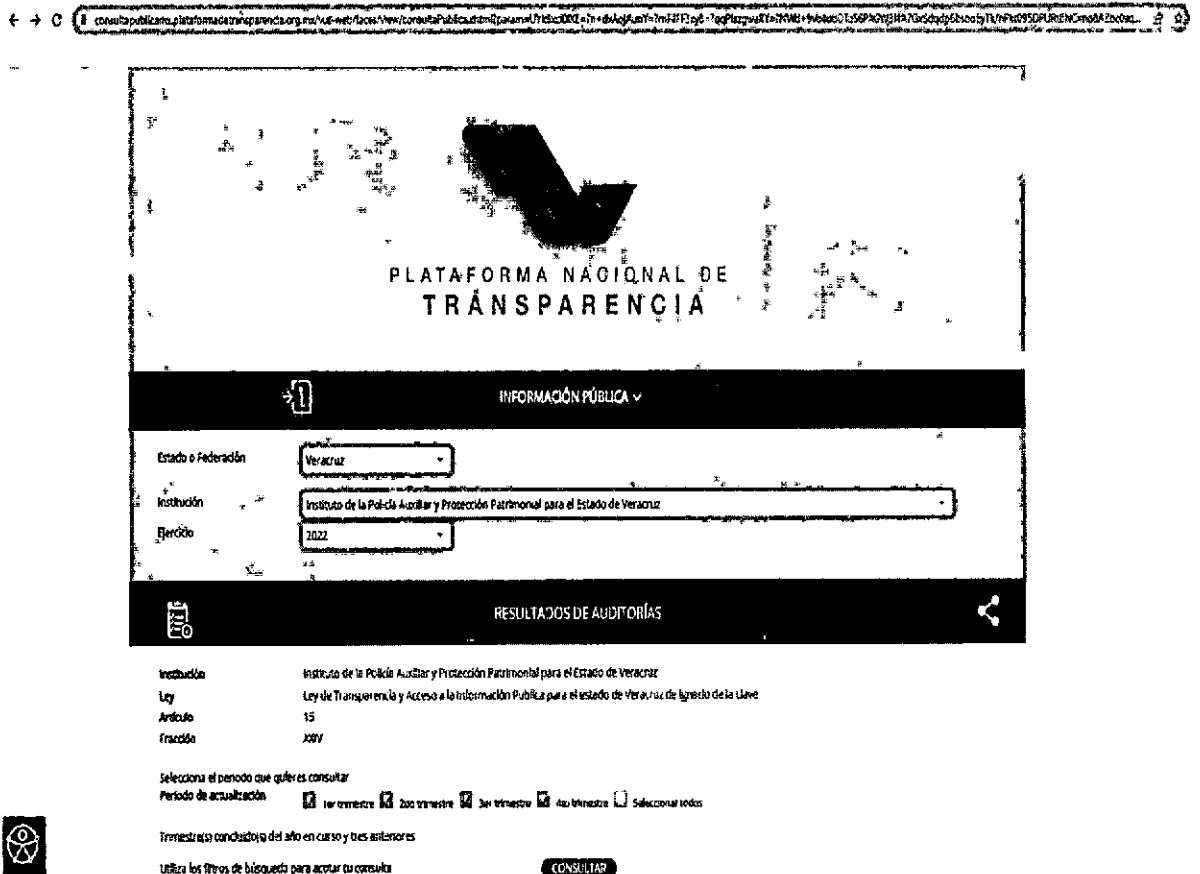 PLATAFORMA NACIONAL DE
TRANSPARENCIA
INFORMACIÓN PÚBLICA
Estado o Federación Veracruz
Institución Instituto de la Policía Auxiliar y Protección Patrimonial para el Estado de Veracruz
Ejercicio 2022
RESULTADOS DE AUDITORÍAS
Institución Instituto de la Policía Auxiliar y Protección Patrimonial para el Estado de Veracruz
Ley Ley de Transparencia y Acceso a la Información Publica para el estado de Veracruz de Ignacio de la Llave
Artículo 15
Fracción XXIV
Selecciona el periodo que quieres consultar
Periodo de actualización 1er trimestre 2do trimestre 3er trimestre 4to trimestre Seleccionar todos
Trimestre(s) concluido(s) del año en curso y tres anteriores
Utiliza los filtros de búsqueda para acotar tu consulta CONSULTAR